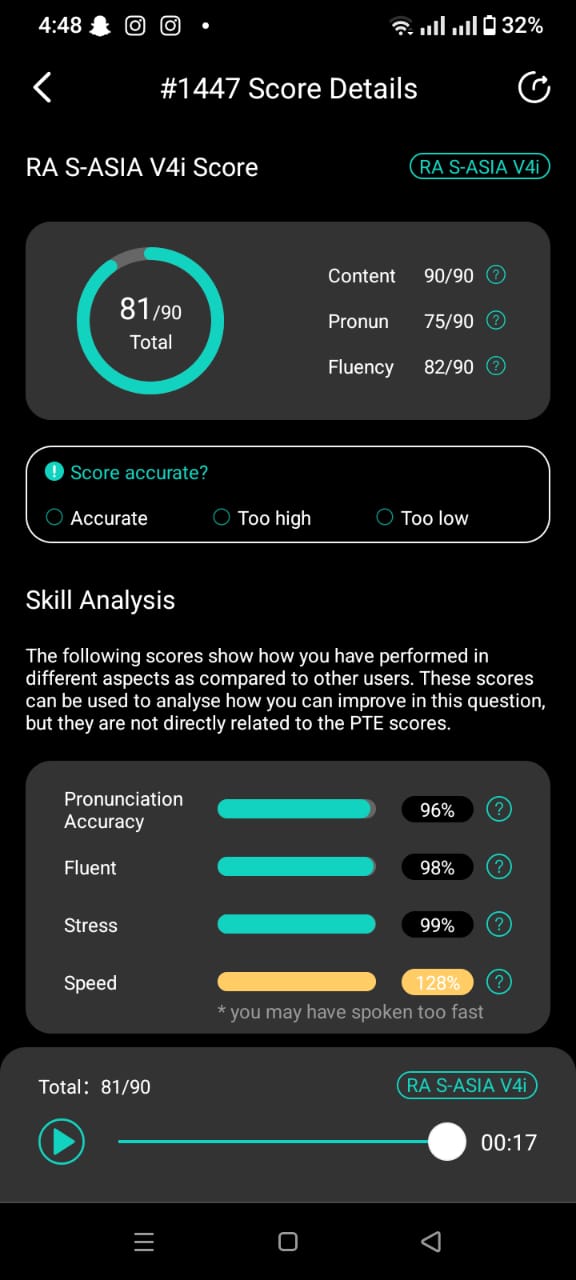 4:48
32%
#1447 Score Details
RA S-ASIA V4i Score
RA S-ASIA V4i
81/90
Total
Content 90/90 ?
Pronun 75/90 ?
Fluency 82/90 ?
! Score accurate?
Accurate Too high Too low
Skill Analysis
The following scores show how you have performed in
different aspects as compared to other users. These scores
can be used to analyse how you can improve in this question,
but they are not directly related to the PTE scores.
Pronunciation
Accuracy
96% ?
Fluent 98% ?
Stress 99% ?
Speed 128% ?
* you may have spoken too fast
Total: 81/90
RA S-ASIA V4i
00:17